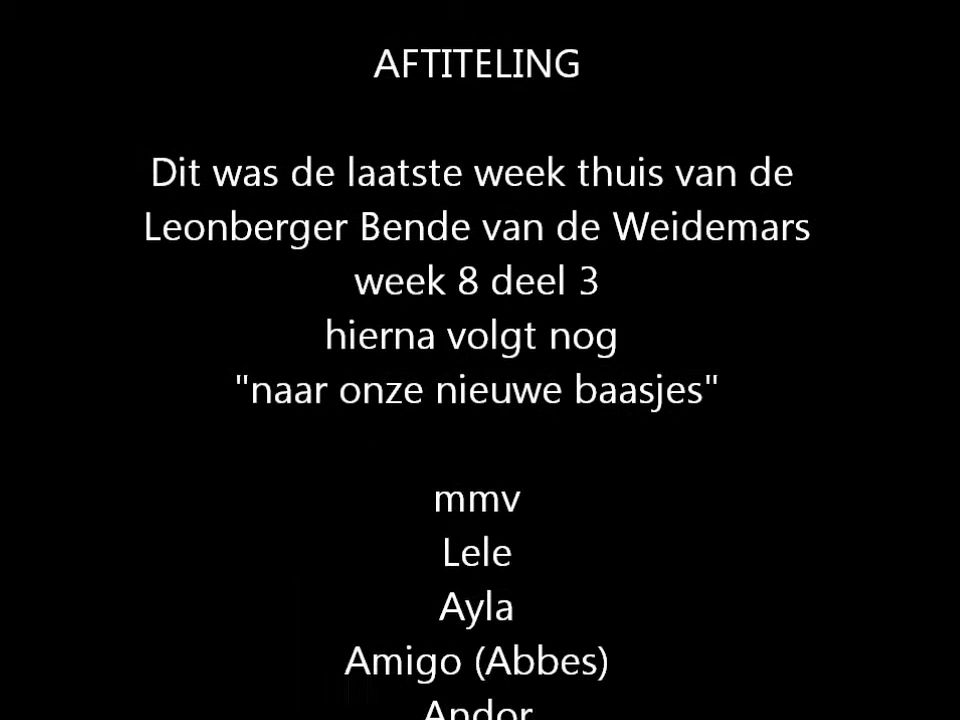 AFTITELING
Dit was de laatste week thuis van de
Leonberger Bende van de Weidemars
week 8 deel 3
hierna volgt nog
"naar onze nieuwe baasjes"
mmv
Lele
Ayla
Amigo (Abbes)
Andor